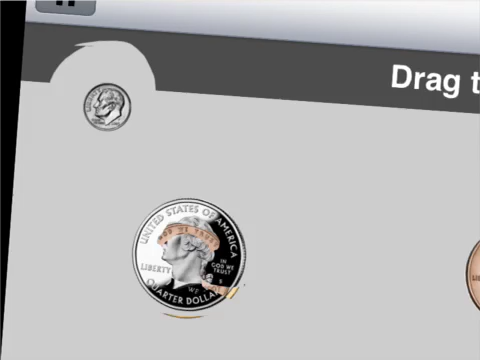 Drag t
UNITED STATES OF AMERICA
LIBERTY
IN
GOD WE
TRUST
QUARTER DOLLAR